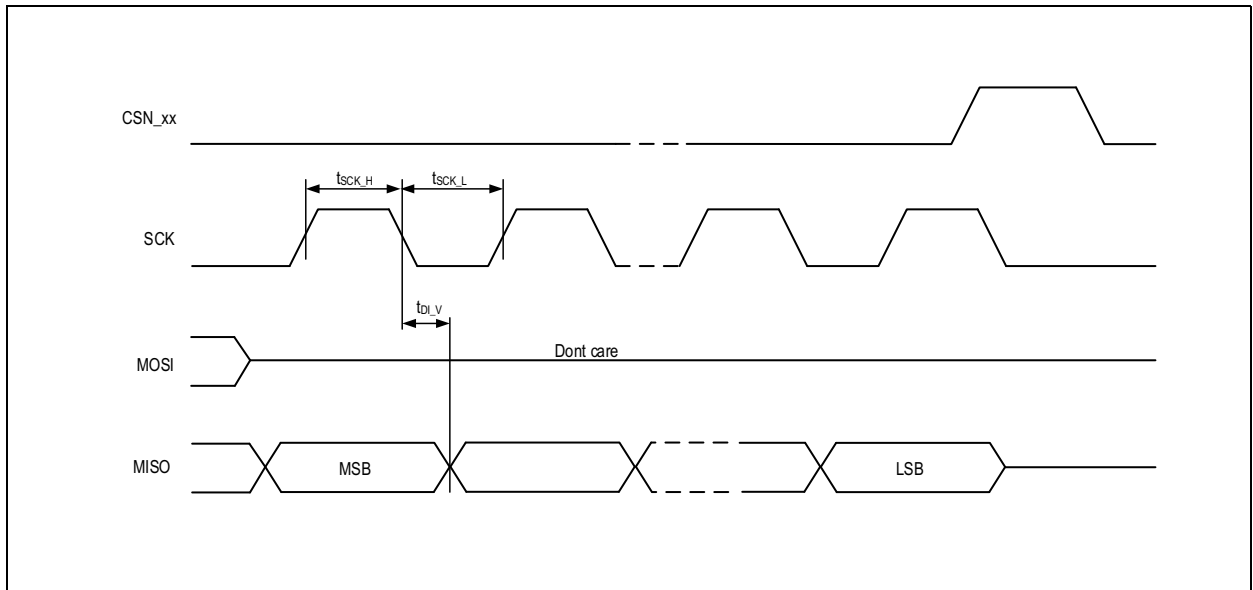 CSN_xx
tSCK_H
tSCK_L
SCK
tDI_V
Dont care
MOSI
MISO
MSB
LSB